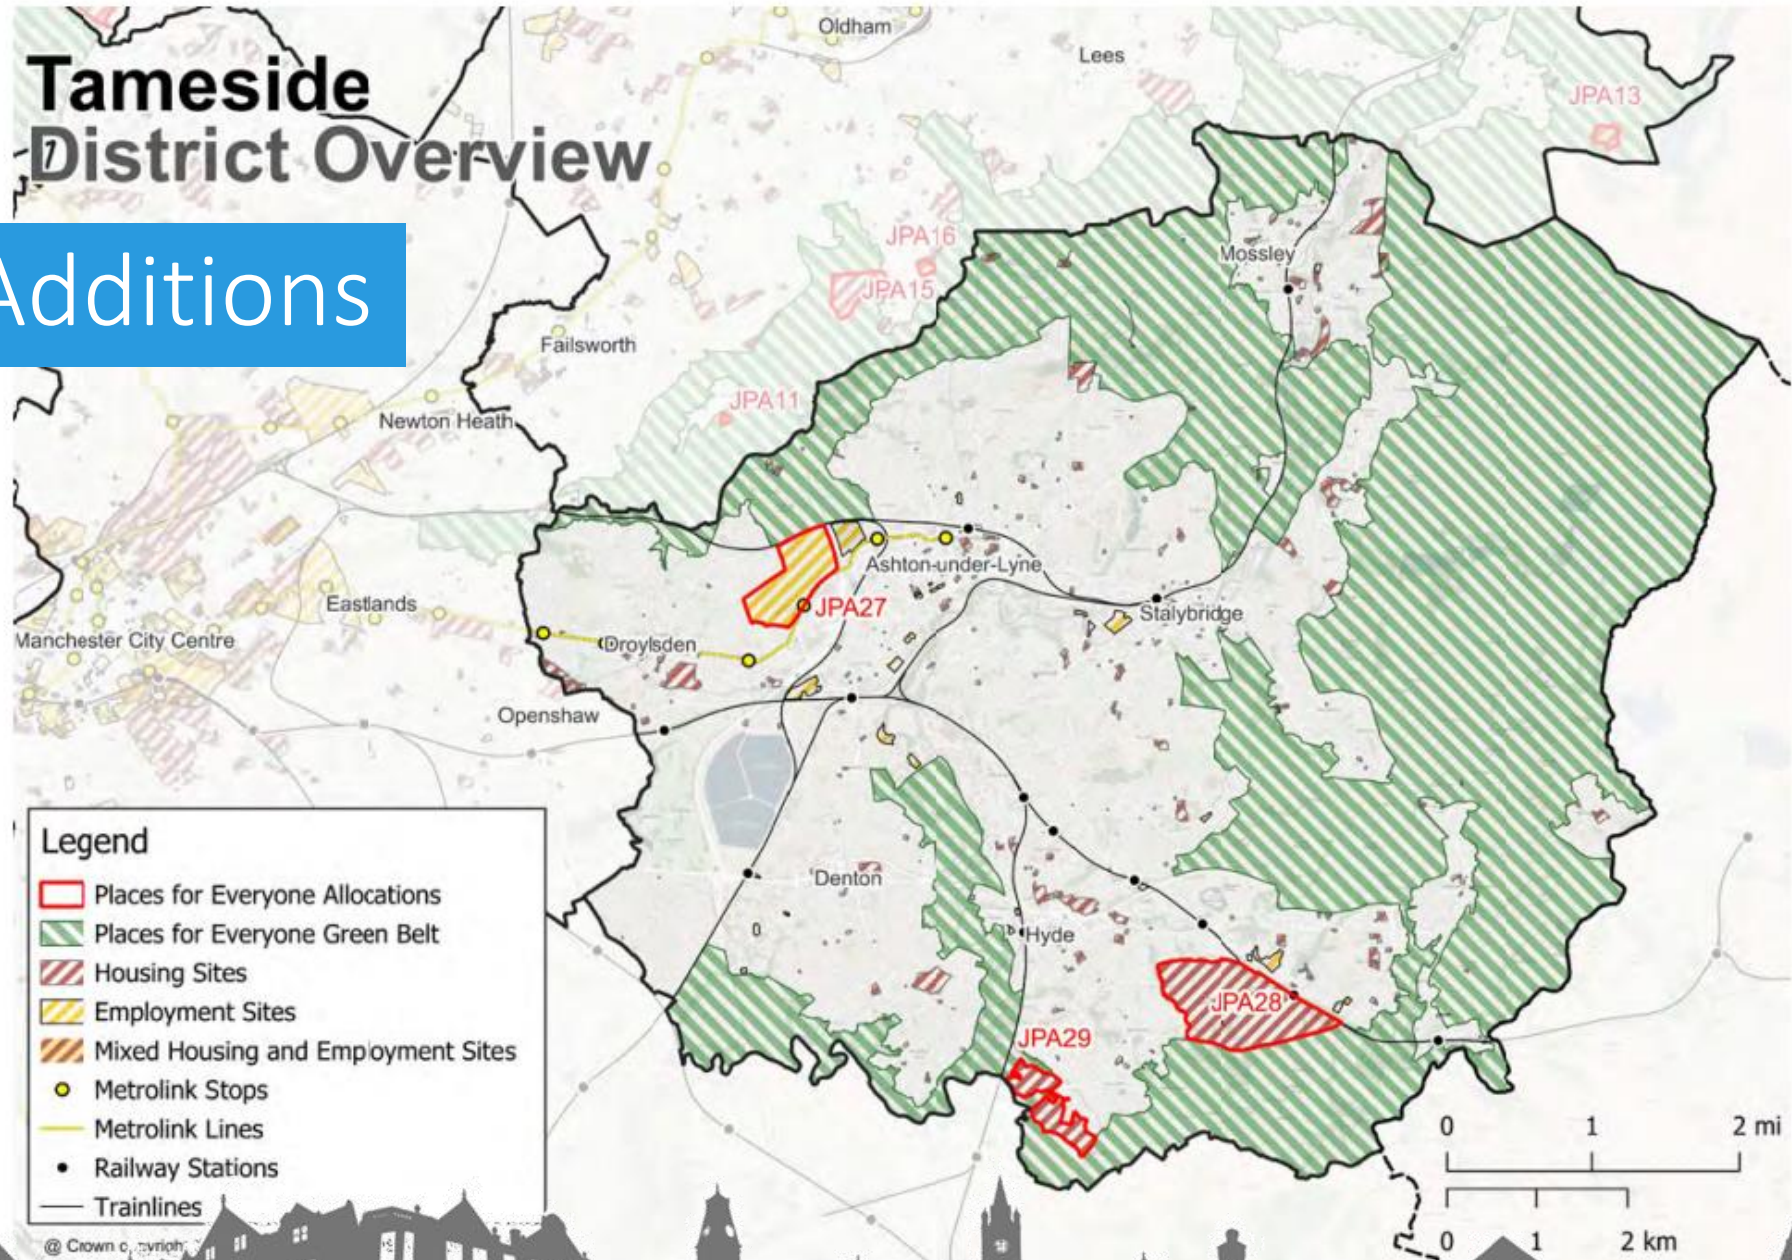 Tameside
District Overview
Additions
Oldham
Lees
JPA13
JPA16
JPA15
Mossley
Failsworth
JPA11
Newton Heath
Ashton-under-Lyne
Eastlands
JPA27
Stalybridge
Manchester City Centre
Droylsden
Openshaw
Denton
Hyde
JPA28
JPA29
Legend
Places for Everyone Allocations
Places for Everyone Green Belt
Housing Sites
Employment Sites
Mixed Housing and Employment Sites
Metrolink Stops
Metrolink Lines
Railway Stations
Trainlines
0 1 2 mi
0 1 2 km
@ Crown